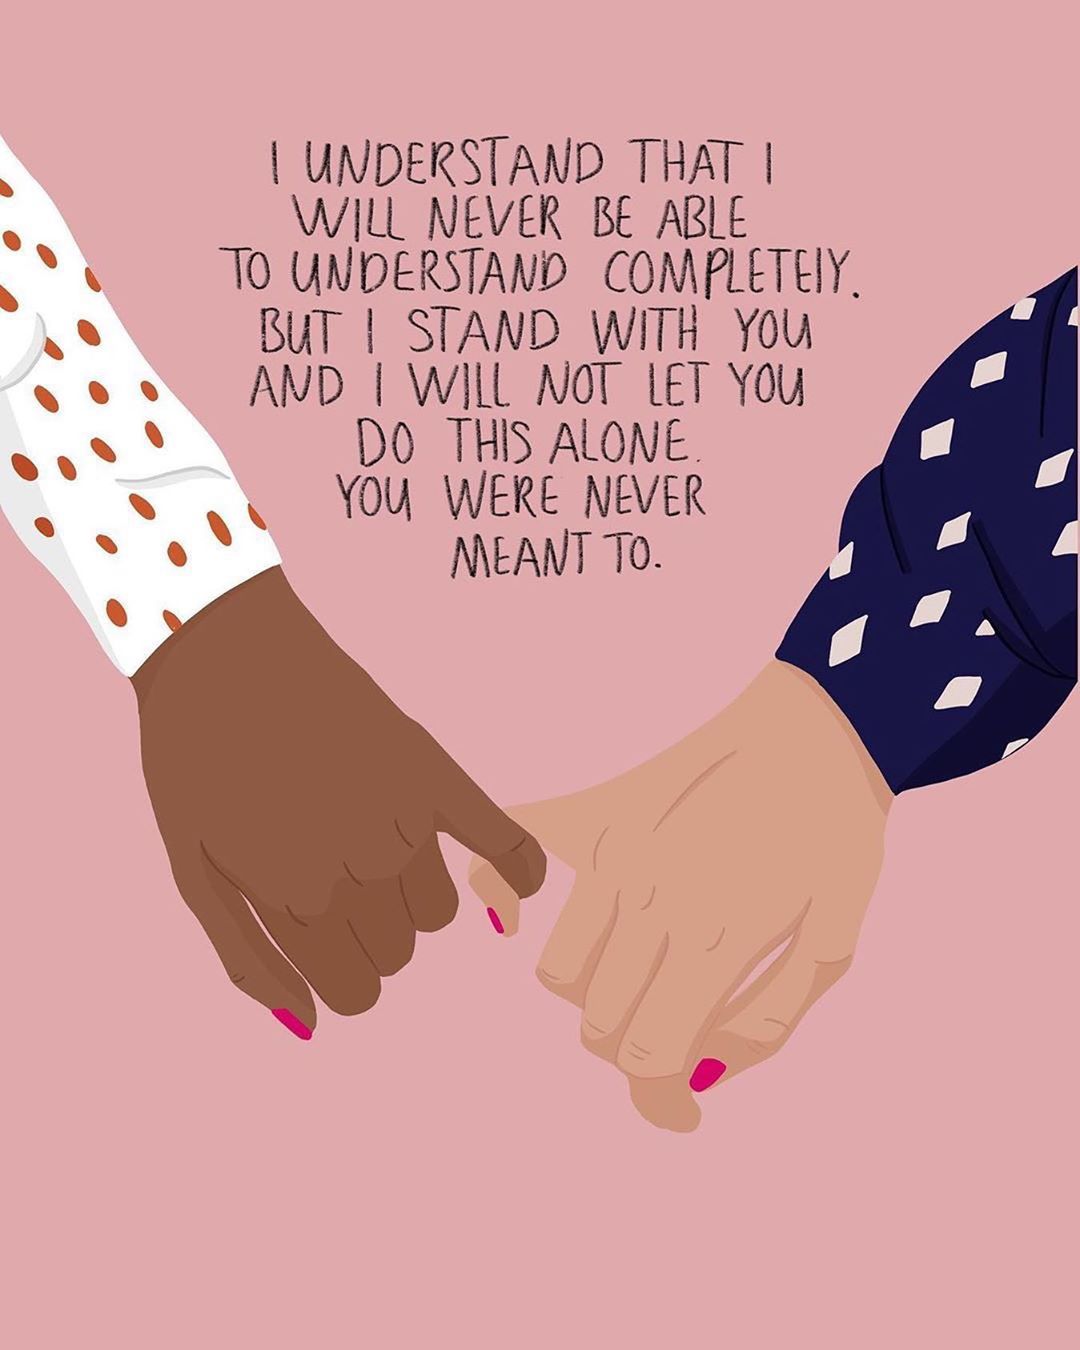 I UNDERSTAND THAT I
WILL NEVER BE ABLE
TO UNDERSTAND COMPLETElY.
BUT I STAND WITH YOU
AND I WILL NOT LET YOU
DO THIS ALONE.
YOU WERE NEVER
MEANT TO.